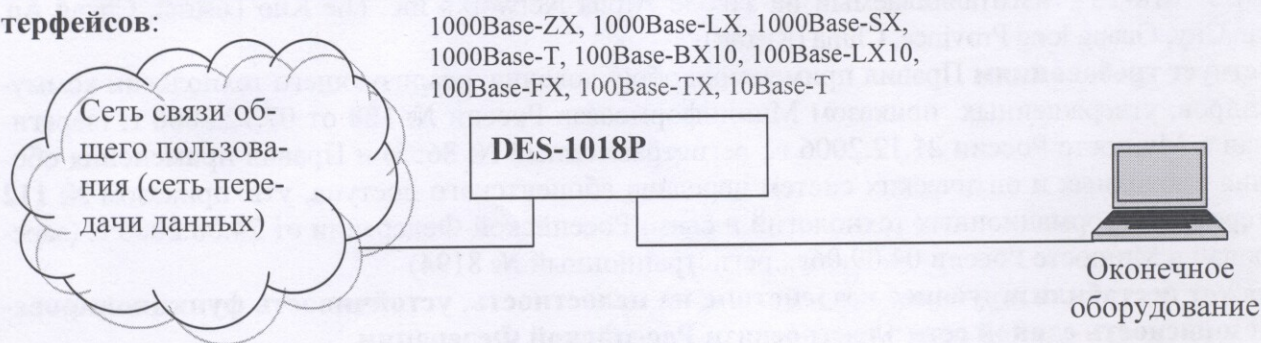 терфейсов:
1000Base-ZX, 1000Base-LX, 1000Base-SX,
1000Base-T, 100Base-BX10, 100Base-LX10,
100Base-FX, 100Base-TX, 10Base-T.
Сеть связи об-
щего пользова-
ния (сеть пере-
дачи данных)
DES-1018P
Оконечное
оборудование